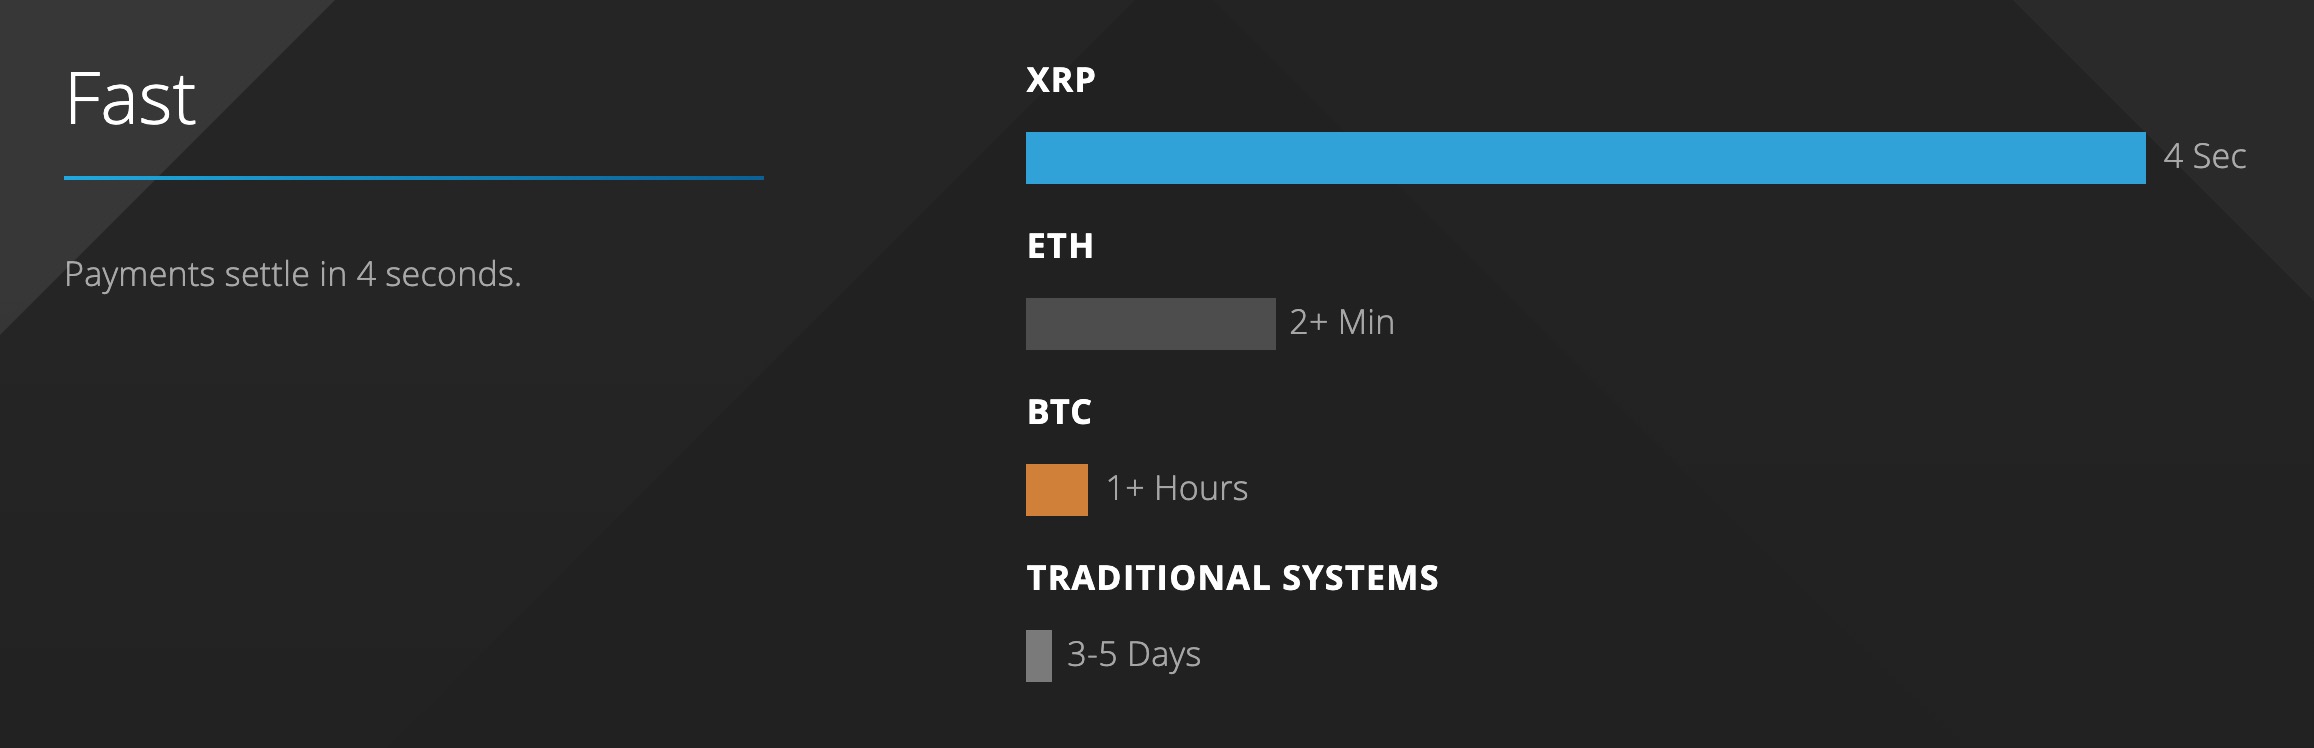 Fast
Payments settle in 4 seconds.
XRP
4 Sec
ETH
2+ Min
BTC
1+ Hours
TRADITIONAL SYSTEMS
3-5 Days